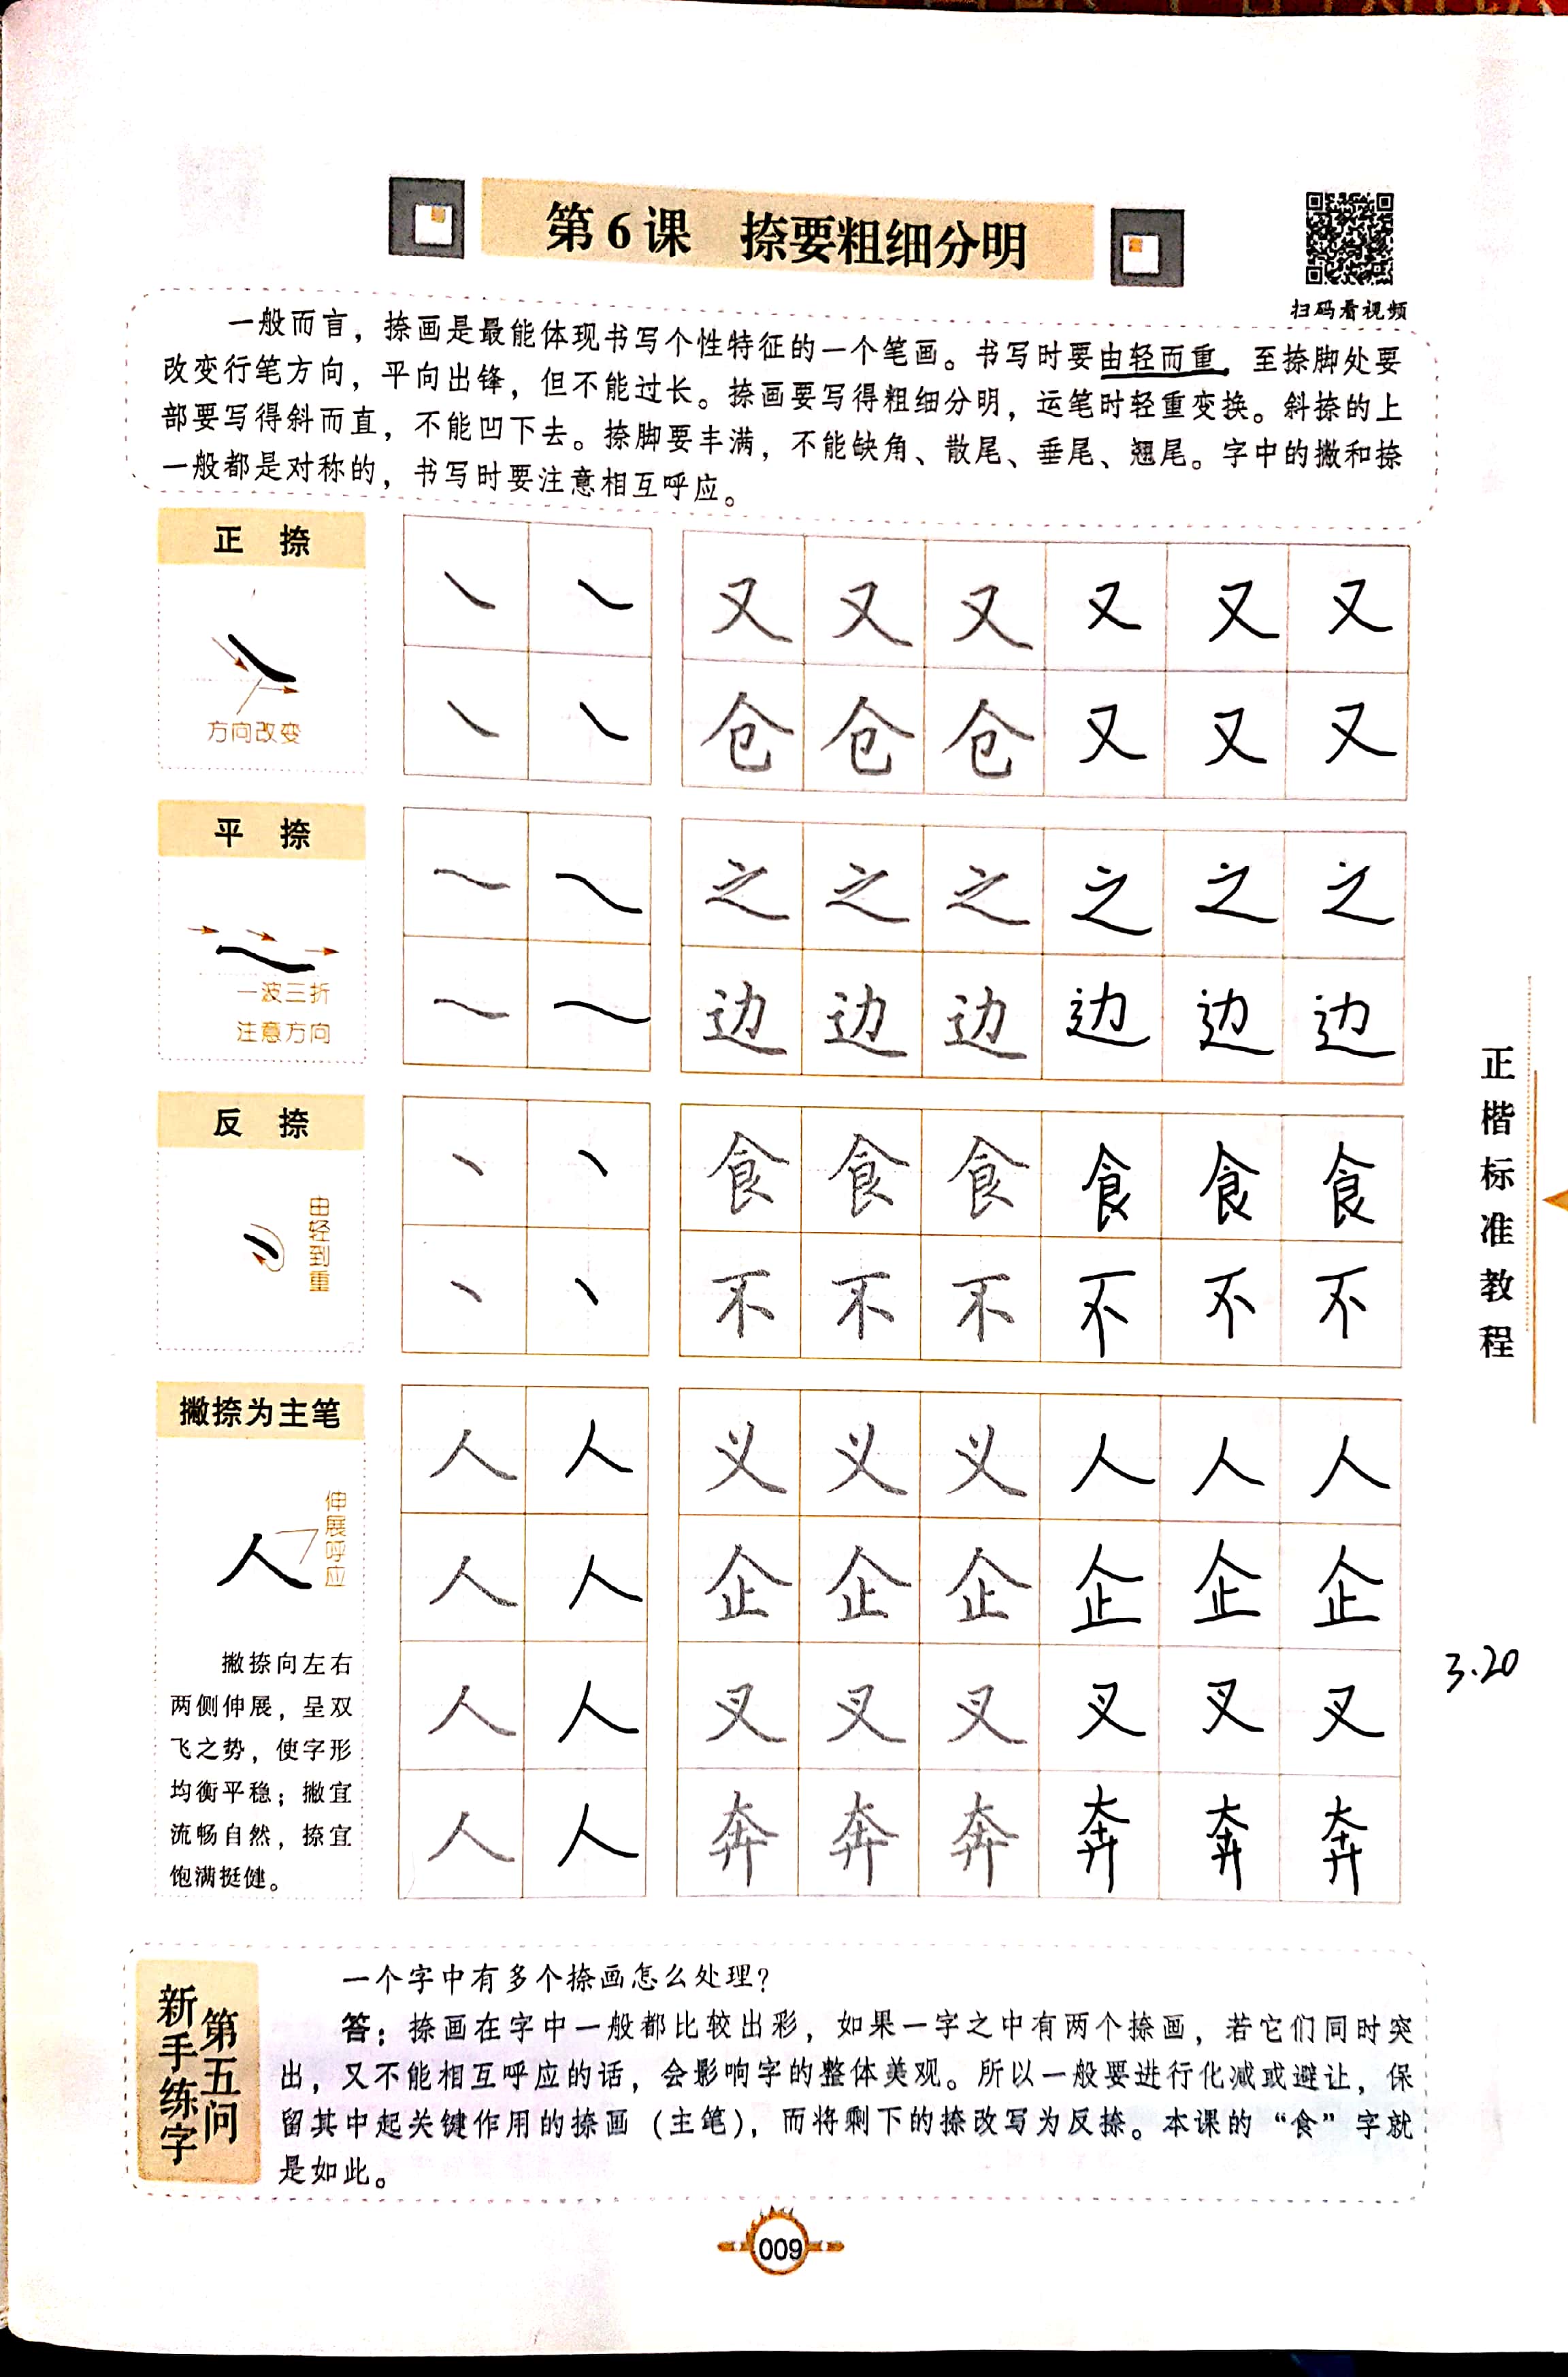 第6课 捺要粗细分明
扫码看视频
一般而言，捺画是最能体现书写个性特征的一个笔画。书写时要由轻而重，至捺脚处要
改变行笔方向，平向出锋，但不能过长。捺画要写得粗细分明，运笔时轻重变换。斜捺的上
部要写得斜而直，不能凹下去。捺脚要丰满，不能缺角、散尾、垂尾、翘尾。字中的撇和捺
一般都是对称的，书写时要注意相互呼应。
正 捺
方向改变
㇏ ㇏ 又 又 又 又 又 又
㇏ ㇏ 仓 仓 仓 又 又 又
平 捺
一波三折
注意方向
㇏ ㇏ 之 之 之 之 之 之
㇏ ㇏ 边 边 边 边 边 边
反 捺
由轻到重
㇔ ㇔ 食 食 食 食 食 食
㇔ ㇔ 不 不 不 不 不 不
撇捺为主笔
伸展呼应
人 人 义 义 义 人 人 人
人 人 企 企 企 企 企 企
人 人 叉 叉 叉 叉 叉 叉
人 人 奔 奔 奔 奔 奔 奔
撇捺向左右
两侧伸展，呈双
飞之势，使字形
均衡平稳；撇宜
流畅自然，捺宜
饱满挺健。
正楷标准教程
3.20
新手练字
第五问
一个字中有多个捺画怎么处理？
答：捺画在字中一般都比较出彩，如果一字之中有两个捺画，若它们同时突
出，又不能相互呼应的话，会影响字的整体美观。所以一般要进行化减或避让，保
留其中起关键作用的捺画（主笔），而将剩下的捺改写为反捺。本课的“食”字就
是如此。
009